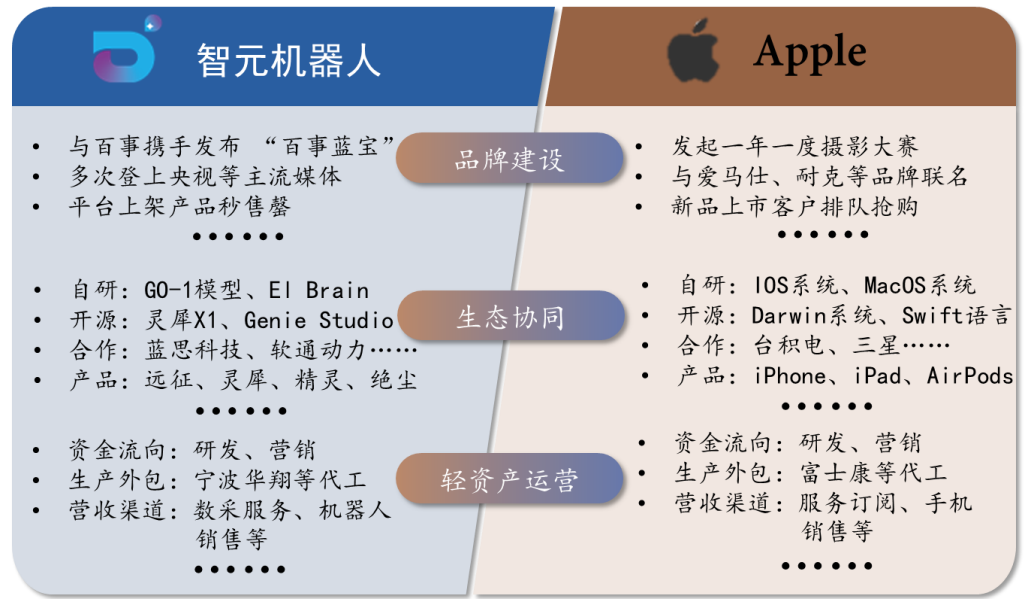 智元机器人
Apple
品牌建设
• 与百事携手发布 “百事蓝宝”
• 多次登上央视等主流媒体
• 平台上架产品秒售罄
••••••
• 发起一年一度摄影大赛
• 与爱马仕、耐克等品牌联名
• 新品上市客户排队抢购
••••••
生态协同
• 自研：GO-1模型、EI Brain
• 开源：灵犀X1、Genie Studio
• 合作：蓝思科技、软通动力……
• 产品：远征、灵犀、精灵、绝尘
••••••
• 自研：IOS系统、MacOS系统
• 开源：Darwin系统、Swift语言
• 合作：台积电、三星……
• 产品：iPhone、iPad、AirPods
••••••
轻资产运营
• 资金流向：研发、营销
• 生产外包：宁波华翔等代工
• 营收渠道：数采服务、机器人
销售等
••••••
• 资金流向：研发、营销
• 生产外包：富士康等代工
• 营收渠道：服务订阅、手机
销售等
••••••